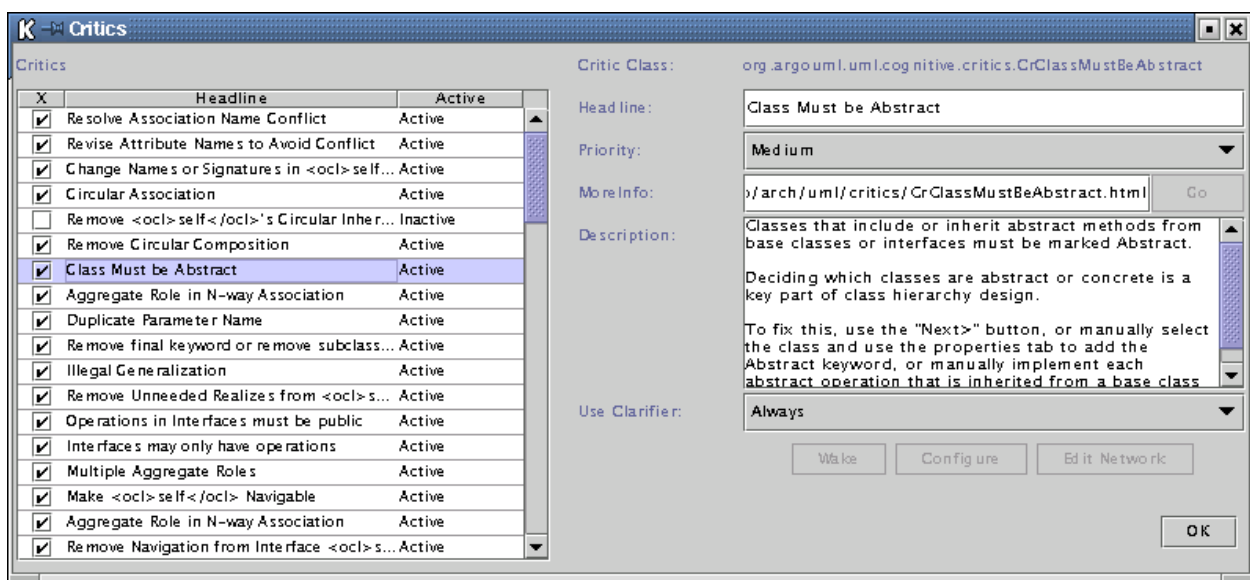 Critics
Critics
X Headline Active
Resolve Association Name Conflict Active
Revise Attribute Names to Avoid Conflict Active
Change Names or Signatures in <ocl>self... Active
Circular Association Active
Remove <ocl>self</ocl>'s Circular Inher... Inactive
Remove Circular Composition Active
Class Must be Abstract Active
Aggregate Role in N-way Association Active
Duplicate Parameter Name Active
Remove final keyword or remove subclass... Active
Illegal Generalization Active
Remove Unneeded Realizes from <ocl>s... Active
Operations in Interfaces must be public Active
Interfaces may only have operations Active
Multiple Aggregate Roles Active
Make <ocl>self</ocl> Navigable Active
Aggregate Role in N-way Association Active
Remove Navigation from Interface <ocl>s... Active
Critic Class: org.argouml.uml.cognitive.critics.CrClassMustBeAbstract
Headline: Class Must be Abstract
Priority: Medium
MoreInfo: o/arch/uml/critics/CrClassMustBeAbstract.html Go
Description:
Classes that include or inherit abstract methods from
base classes or interfaces must be marked Abstract.
Deciding which classes are abstract or concrete is a
key part of class hierarchy design.
To fix this, use the "Next>" button, or manually select
the class and use the properties tab to add the
Abstract keyword, or manually implement each
abstract operation that is inherited from a base class
Use Clarifier: Always
Wake Configure Edit Network
OK